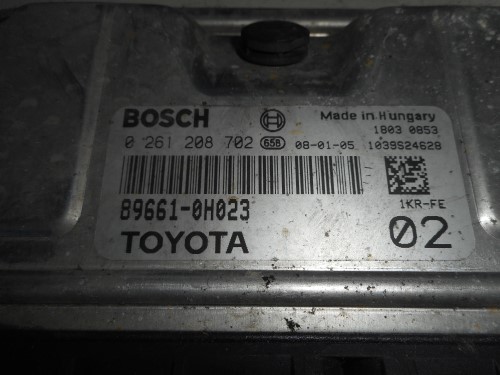 BOSCH Made in Hungary
1803 0853
0 261 208 702 65B 08-01-05 1039S24628
89661-0H023 1KR-FE
TOYOTA 02